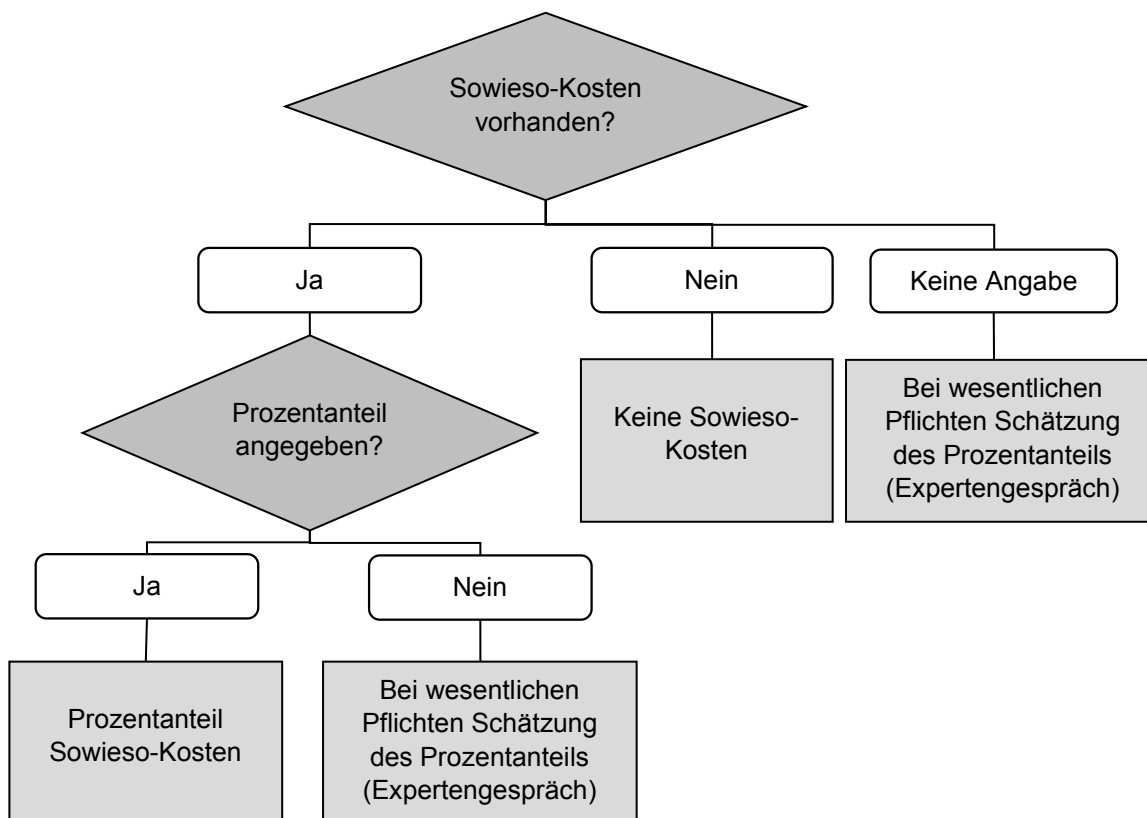 Sowieso-Kosten
vorhanden?
Ja
Nein
Keine Angabe
Prozentanteil
angegeben?
Keine Sowieso-
Kosten
Bei wesentlichen
Pflichten Schätzung
des Prozentanteils
(Expertengespräch)
Ja
Nein
Prozentanteil
Sowieso-Kosten
Bei wesentlichen
Pflichten Schätzung
des Prozentanteils
(Expertengespräch)